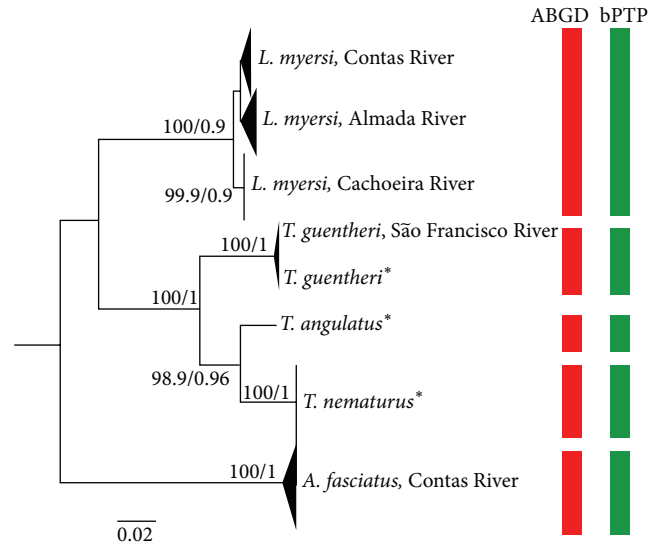 ABGD bPTP
L. myersi, Contas River
100/0.9
L. myersi, Almada River
L. myersi, Cachoeira River
99.9/0.9
T. guentheri, São Francisco River
100/1
T. guentheri*
100/1
T. angulatus*
98.9/0.96
100/1
T. nematurus*
100/1
A. fasciatus, Contas River
0.02